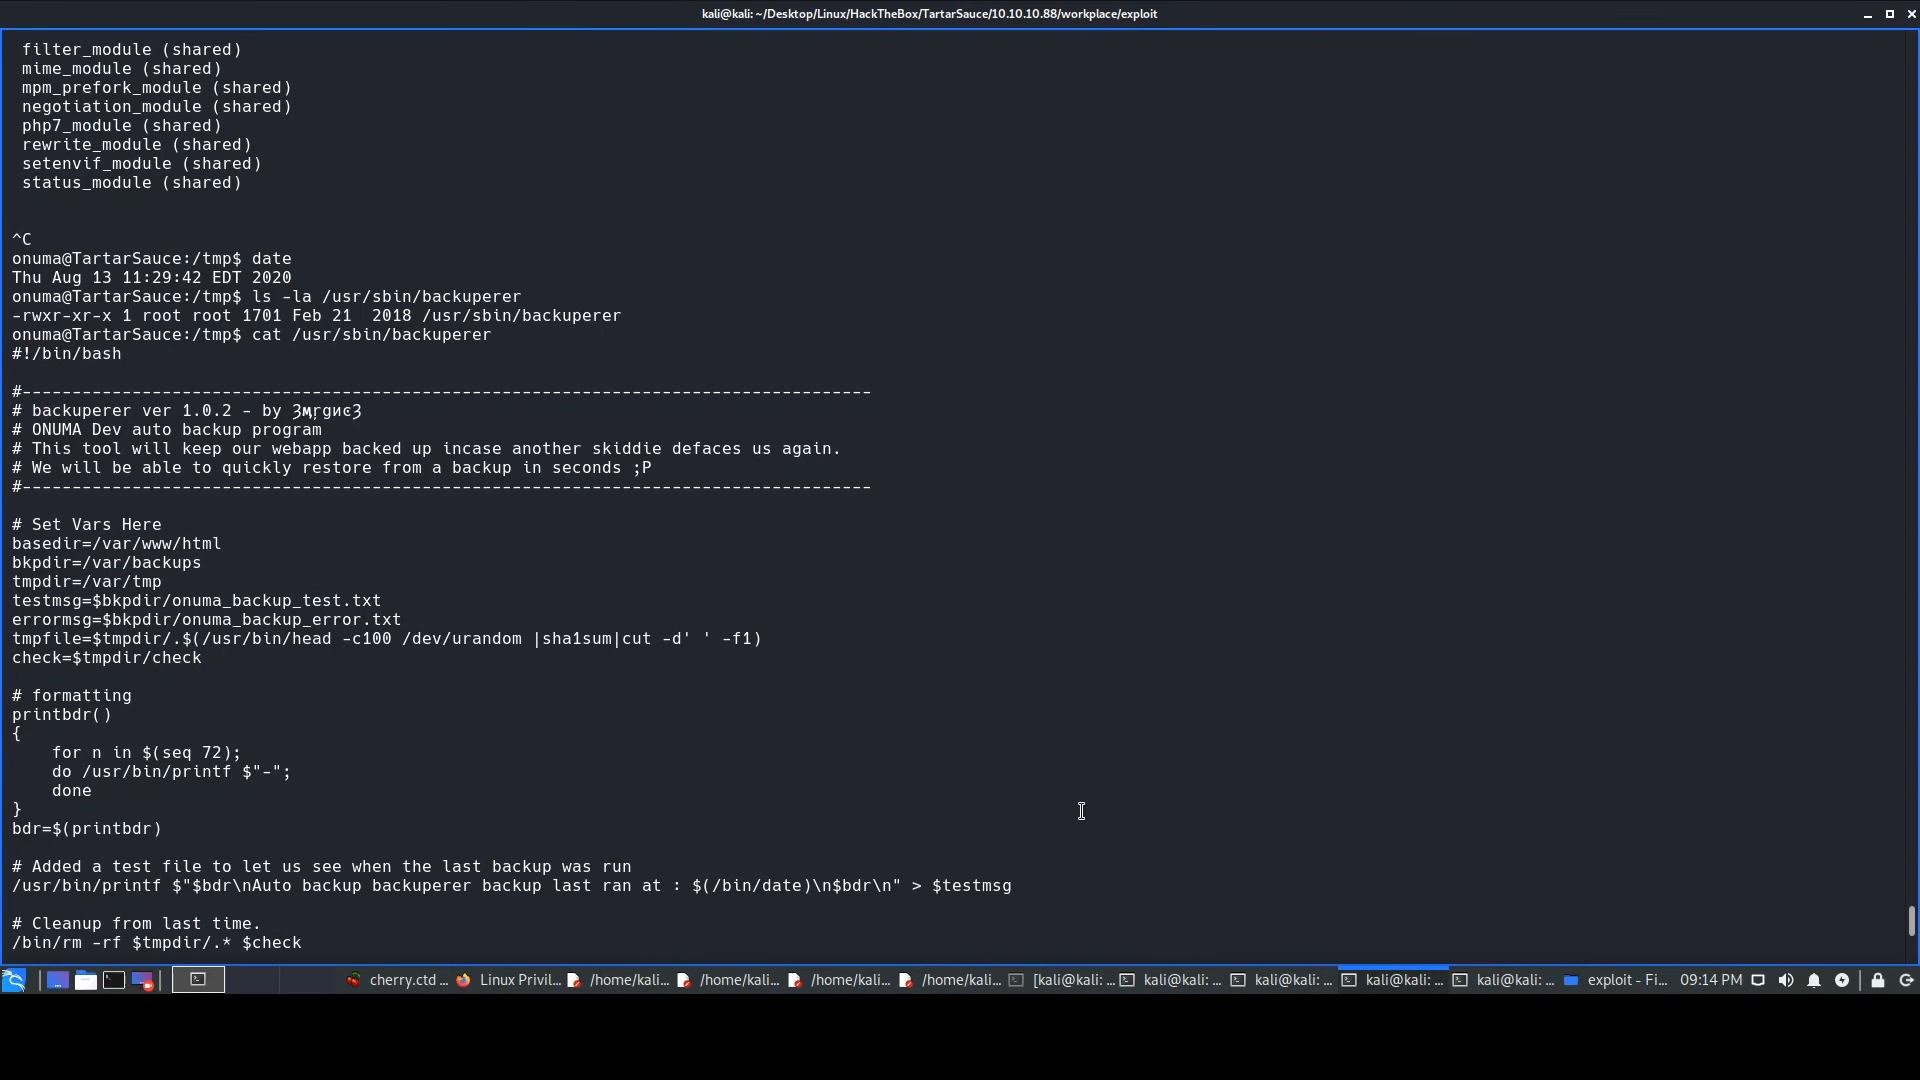 kali@kali: ~/Desktop/Linux/HackTheBox/TartarSauce/10.10.10.88/workplace/exploit
filter_module (shared)
mime_module (shared)
mpm_prefork_module (shared)
negotiation_module (shared)
php7_module (shared)
rewrite_module (shared)
setenvif_module (shared)
status_module (shared)
^C
onuma@TartarSauce:/tmp$ date
Thu Aug 13 11:29:42 EDT 2020
onuma@TartarSauce:/tmp$ ls -la /usr/sbin/backuperer
-rwxr-xr-x 1 root root 1701 Feb 21  2018 /usr/sbin/backuperer
onuma@TartarSauce:/tmp$ cat /usr/sbin/backuperer
#!/bin/bash
#-------------------------------------------------------------------------------------
# backuperer ver 1.0.2 - by
# ONUMA Dev auto backup program
# This tool will keep our webapp backed up incase another skiddie defaces us again.
# We will be able to quickly restore from a backup in seconds ;P
#-------------------------------------------------------------------------------------
# Set Vars Here
basedir=/var/www/html
bkpdir=/var/backups
tmpdir=/var/tmp
testmsg=$bkpdir/onuma_backup_test.txt
errormsg=$bkpdir/onuma_backup_error.txt
tmpfile=$tmpdir/.$(/usr/bin/head -c100 /dev/urandom |sha1sum|cut -d' ' -f1)
check=$tmpdir/check
# formatting
printbdr()
{
    for n in $(seq 72);
    do /usr/bin/printf $"-";
    done
}
bdr=$(printbdr)
# Added a test file to let us see when the last backup was run
/usr/bin/printf $"$bdr\nAuto backup backuperer backup last ran at : $(/bin/date)\n$bdr\n" > $testmsg
# Cleanup from last time.
/bin/rm -rf $tmpdir/.* $check
cherry.ctd ... Linux Privil... /home/kali... /home/kali... /home/kali... /home/kali... [kali@kali: ... kali@kali: ... kali@kali: ... kali@kali: ... kali@kali: ... exploit - Fi... 09:14 PM